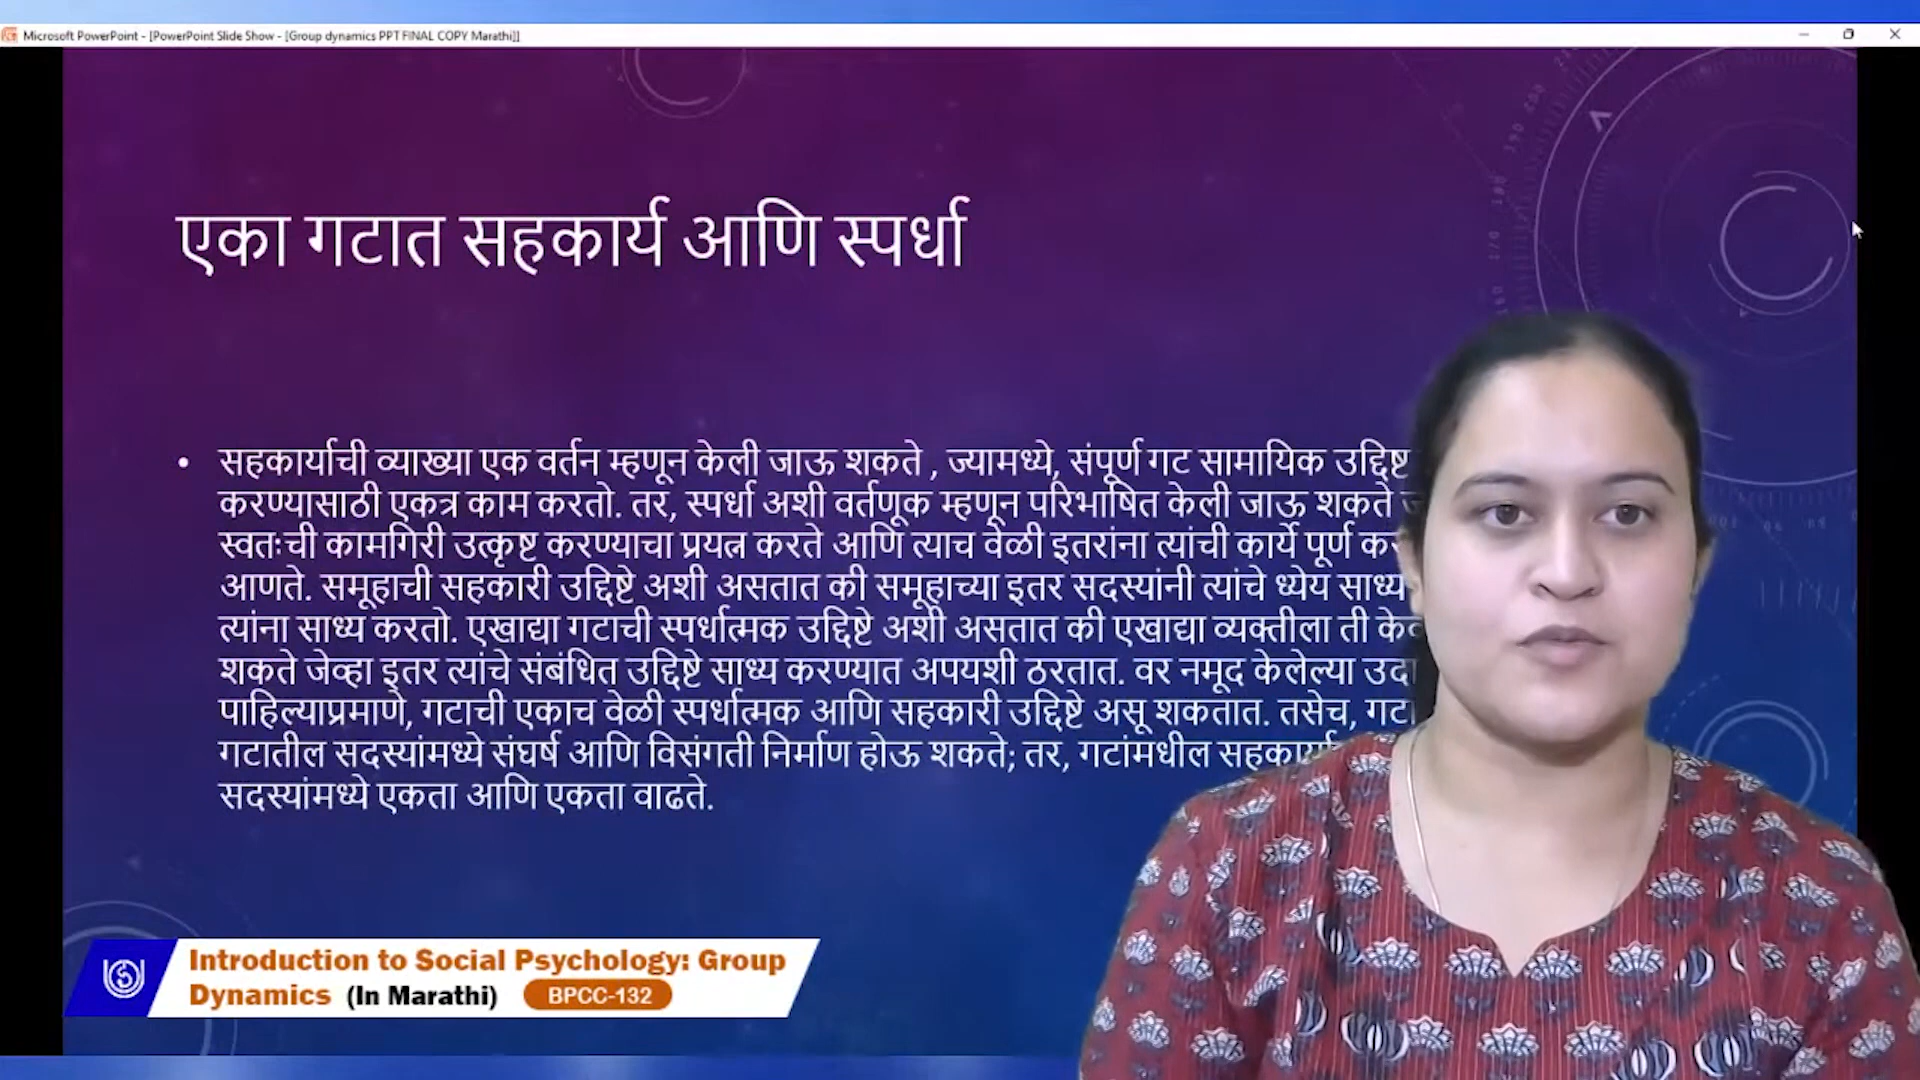 Microsoft PowerPoint - [PowerPoint Slide Show - [Group dynamics PPT FINAL COPY Marathi]]
एका गटात सहकार्य आणि स्पर्धा
• सहकार्याची व्याख्या एक वर्तन म्हणून केली जाऊ शकते , ज्यामध्ये, संपूर्ण गट सामायिक उद्दिष्ट
करण्यासाठी एकत्र काम करतो. तर, स्पर्धा अशी वर्तणूक म्हणून परिभाषित केली जाऊ शकते
स्वतःची कामगिरी उत्कृष्ट करण्याचा प्रयत्न करते आणि त्याच वेळी इतरांना त्यांची कार्ये पूर्ण
आणते. समूहाची सहकारी उद्दिष्टे अशी असतात की समूहाच्या इतर सदस्यांनी त्यांचे ध्येय साध्य
त्यांना साध्य करतो. एखाद्या गटाची स्पर्धात्मक उद्दिष्टे अशी असतात की एखाद्या व्यक्तीला ती
शकते जेव्हा इतर त्यांचे संबंधित उद्दिष्टे साध्य करण्यात अपयशी ठरतात. वर नमूद केलेल्या
पाहिल्याप्रमाणे, गटाची एकाच वेळी स्पर्धात्मक आणि सहकारी उद्दिष्टे असू शकतात. तसेच,
गटातील सदस्यांमध्ये संघर्ष आणि विसंगती निर्माण होऊ शकते; तर, गटांमधील
सदस्यांमध्ये एकता आणि एकता वाढते.
Introduction to Social Psychology: Group
Dynamics (In Marathi) BPCC-132